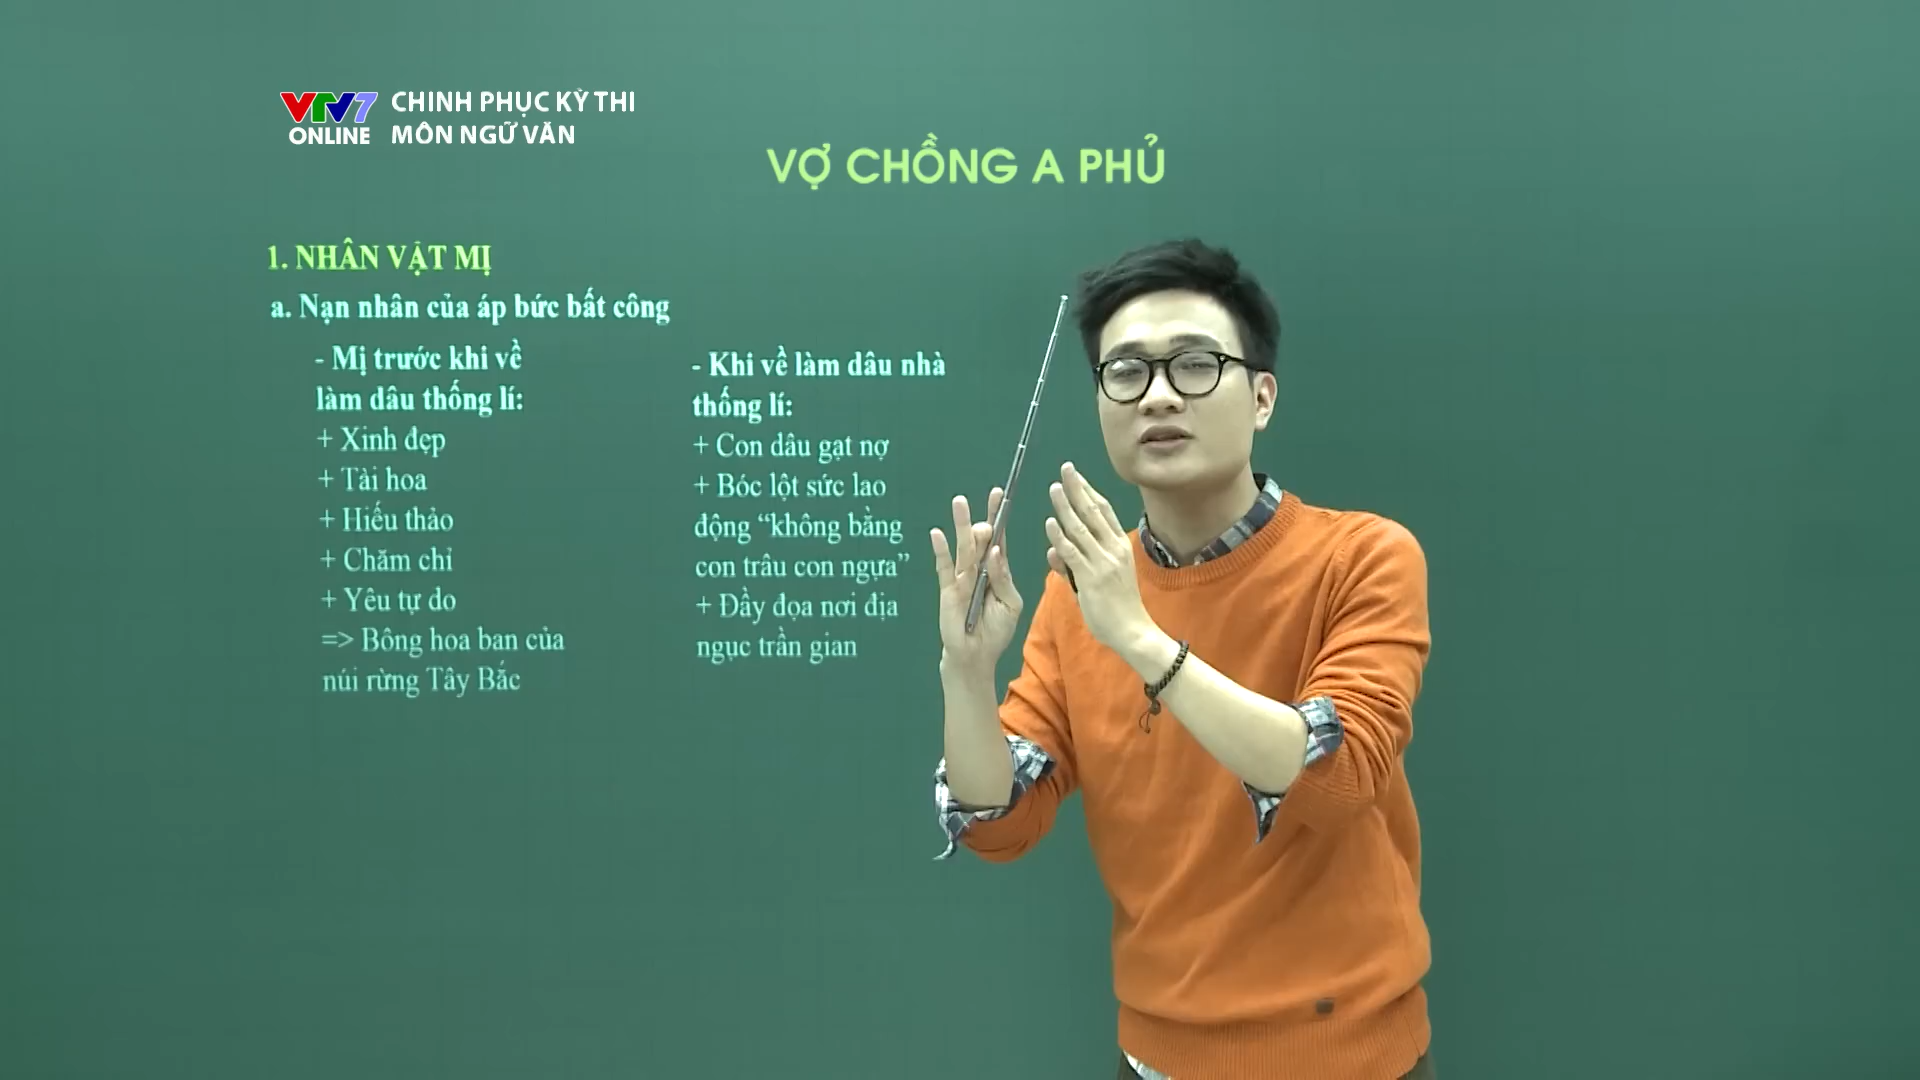 VTV7
ONLINE
CHINH PHỤC KỲ THI
MÔN NGỮ VĂN
VỢ CHỒNG A PHỦ
1. NHÂN VẬT MỊ
a. Nạn nhân của áp bức bất công
- Mị trước khi về
làm dâu thống lí:
+ Xinh đẹp
+ Tài hoa
+ Hiếu thảo
+ Chăm chỉ
+ Yêu tự do
=> Bông hoa ban của
núi rừng Tây Bắc
- Khi về làm dâu nhà
thống lí:
+ Con dâu gạt nợ
+ Bóc lột sức lao
động “không bằng
con trâu con ngựa”
+ Đầy đọa nơi địa
ngục trần gian